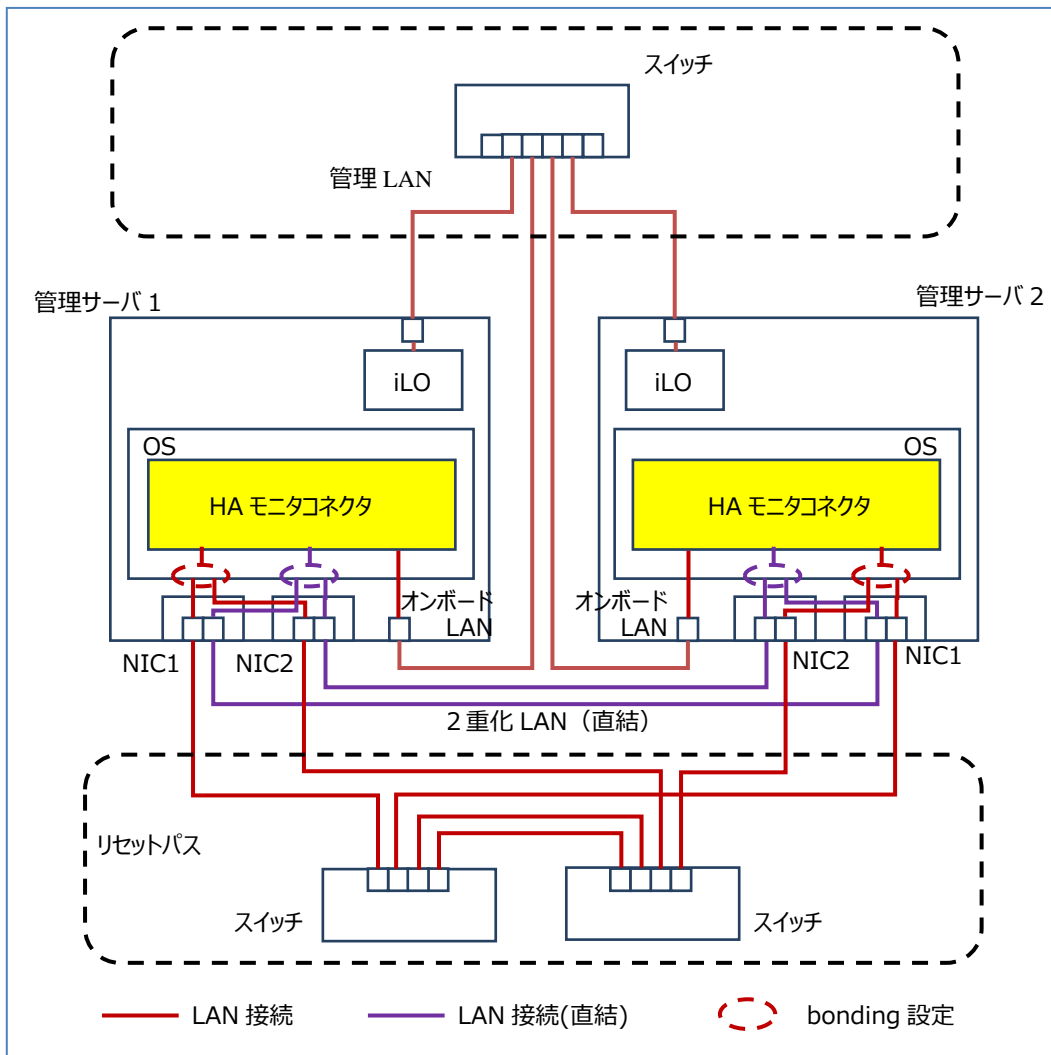 スイッチ
管理 LAN
管理サーバ 1
管理サーバ 2
iLO
iLO
OS
OS
HA モニタコネクタ
HA モニタコネクタ
オンボード
LAN
オンボード
LAN
NIC1
NIC2
NIC2
NIC1
2 重化 LAN（直結）
リセットパス
スイッチ
スイッチ
LAN 接続
LAN 接続(直結)
bonding 設定